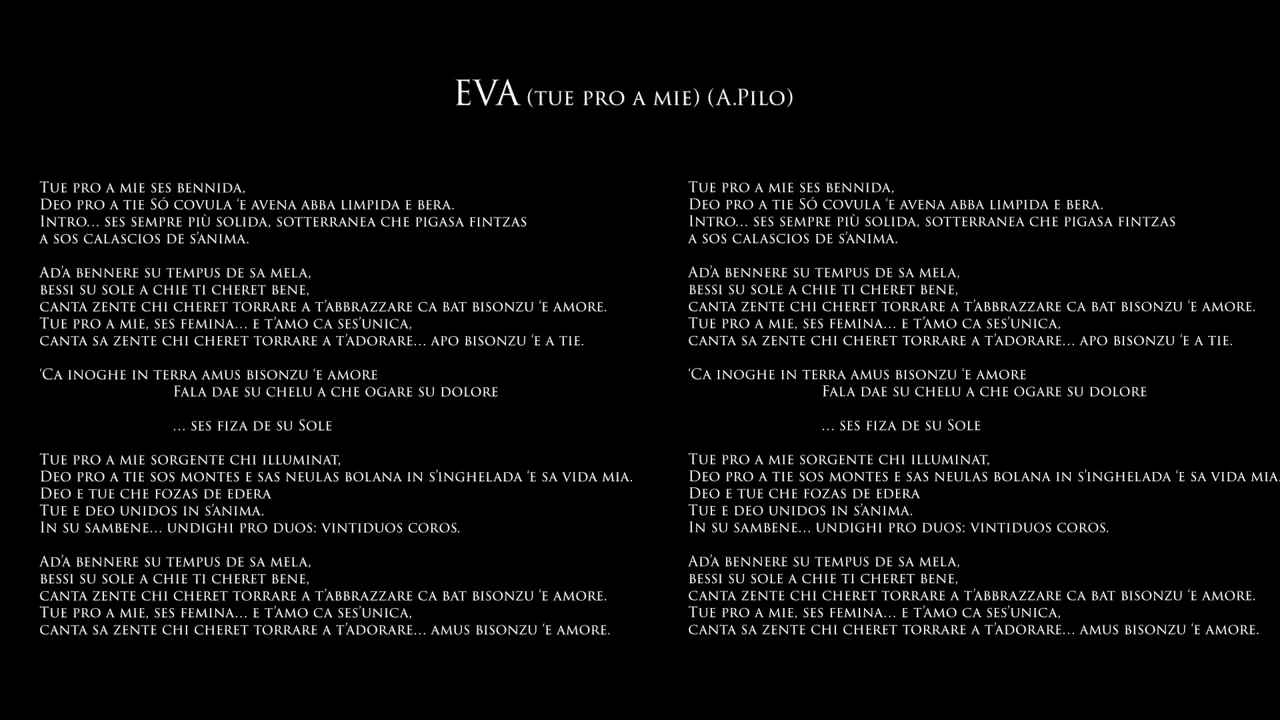 EVA (TUE PRO A MIE) (A.PILO)
TUE PRO A MIE SES BENNIDA,
DEO PRO A TIE SÓ COVULA ‘E AVENA ABBA LIMPIDA E BERA.
INTRO... SES SEMPRE PIÙ SOLIDA, SOTTERRANEA CHE PIGASA FINTZAS
A SOS CALASCIOS DE S’ANIMA.
AD’A BENNERE SU TEMPUS DE SA MELA,
BESSI SU SOLE A CHIE TI CHERET BENE,
CANTA ZENTE CHI CHERET TORRARE A T’ABBRAZZARE CA BAT BISONZU ‘E AMORE.
TUE PRO A MIE, SES FEMINA... E T’AMO CA SES’UNICA,
CANTA SA ZENTE CHI CHERET TORRARE A T’ADORARE... APO BISONZU ‘E A TIE.
‘CA INOGHE IN TERRA AMUS BISONZU ‘E AMORE
FALA DAE SU CHELU A CHE OGARE SU DOLORE
... SES FIZA DE SU SOLE
TUE PRO A MIE SORGENTE CHI ILLUMINAT,
DEO PRO A TIE SOS MONTES E SAS NEULAS BOLANA IN S’INGHELADA ‘E SA VIDA MIA.
DEO E TUE CHE FOZAS DE EDERA
TUE E DEO UNIDOS IN S’ANIMA.
IN SU SAMBENE... UNDIGHI PRO DUOS: VINTIDUOS COROS.
AD’A BENNERE SU TEMPUS DE SA MELA,
BESSI SU SOLE A CHIE TI CHERET BENE,
CANTA ZENTE CHI CHERET TORRARE A T’ABBRAZZARE CA BAT BISONZU ‘E AMORE.
TUE PRO A MIE, SES FEMINA... E T’AMO CA SES’UNICA,
CANTA SA ZENTE CHI CHERET TORRARE A T’ADORARE... AMUS BISONZU ‘E AMORE.
TUE PRO A MIE SES BENNIDA,
DEO PRO A TIE SÓ COVULA ‘E AVENA ABBA LIMPIDA E BERA.
INTRO... SES SEMPRE PIÙ SOLIDA, SOTTERRANEA CHE PIGASA FINTZAS
A SOS CALASCIOS DE S’ANIMA.
AD’A BENNERE SU TEMPUS DE SA MELA,
BESSI SU SOLE A CHIE TI CHERET BENE,
CANTA ZENTE CHI CHERET TORRARE A T’ABBRAZZARE CA BAT BISONZU ‘E AMORE.
TUE PRO A MIE, SES FEMINA... E T’AMO CA SES’UNICA,
CANTA SA ZENTE CHI CHERET TORRARE A T’ADORARE... APO BISONZU ‘E A TIE.
‘CA INOGHE IN TERRA AMUS BISONZU ‘E AMORE
FALA DAE SU CHELU A CHE OGARE SU DOLORE
... SES FIZA DE SU SOLE
TUE PRO A MIE SORGENTE CHI ILLUMINAT,
DEO PRO A TIE SOS MONTES E SAS NEULAS BOLANA IN S’INGHELADA ‘E SA VIDA MIA.
DEO E TUE CHE FOZAS DE EDERA
TUE E DEO UNIDOS IN S’ANIMA.
IN SU SAMBENE... UNDIGHI PRO DUOS: VINTIDUOS COROS.
AD’A BENNERE SU TEMPUS DE SA MELA,
BESSI SU SOLE A CHIE TI CHERET BENE,
CANTA ZENTE CHI CHERET TORRARE A T’ABBRAZZARE CA BAT BISONZU ‘E AMORE.
TUE PRO A MIE, SES FEMINA... E T’AMO CA SES’UNICA,
CANTA SA ZENTE CHI CHERET TORRARE A T’ADORARE... AMUS BISONZU ‘E AMORE.